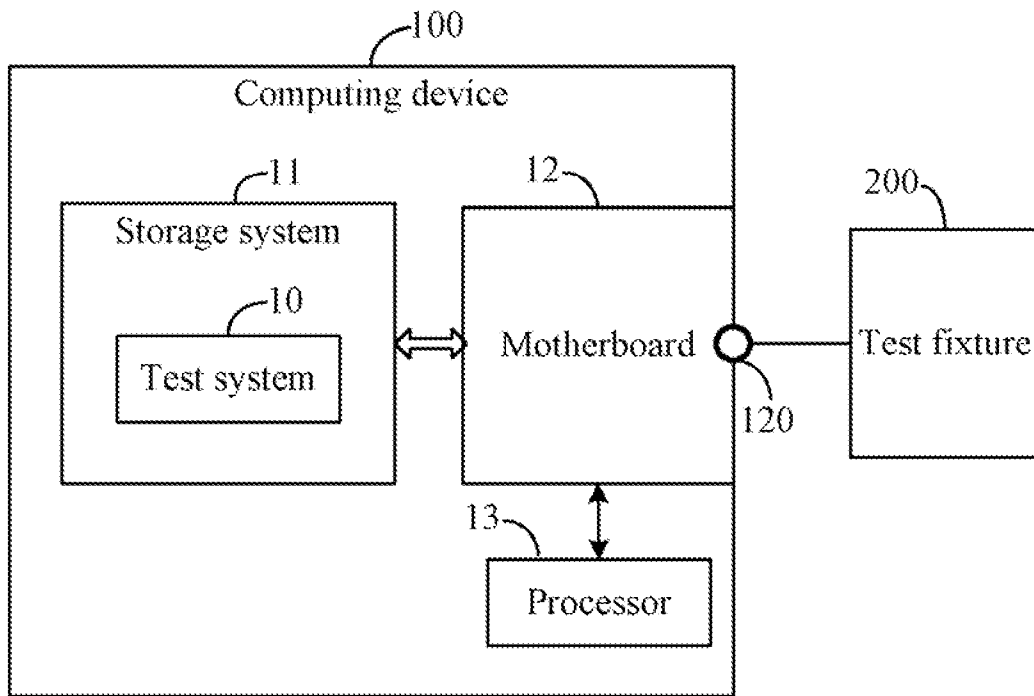 100
Computing device
11
12
200
Storage system
10
Test system
Motherboard
Test fixture
120
13
Processor